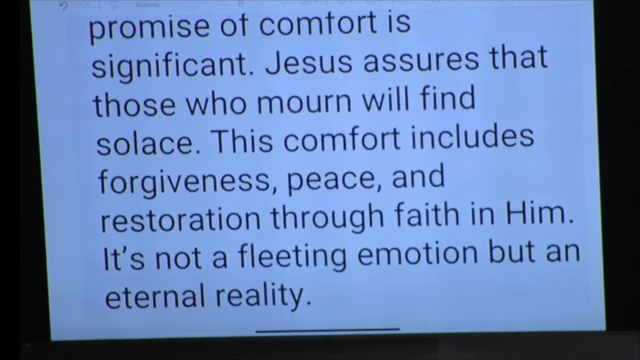 promise of comfort is
significant. Jesus assures that
those who mourn will find
solace. This comfort includes
forgiveness, peace, and
restoration through faith in Him.
It's not a fleeting emotion but an
eternal reality.